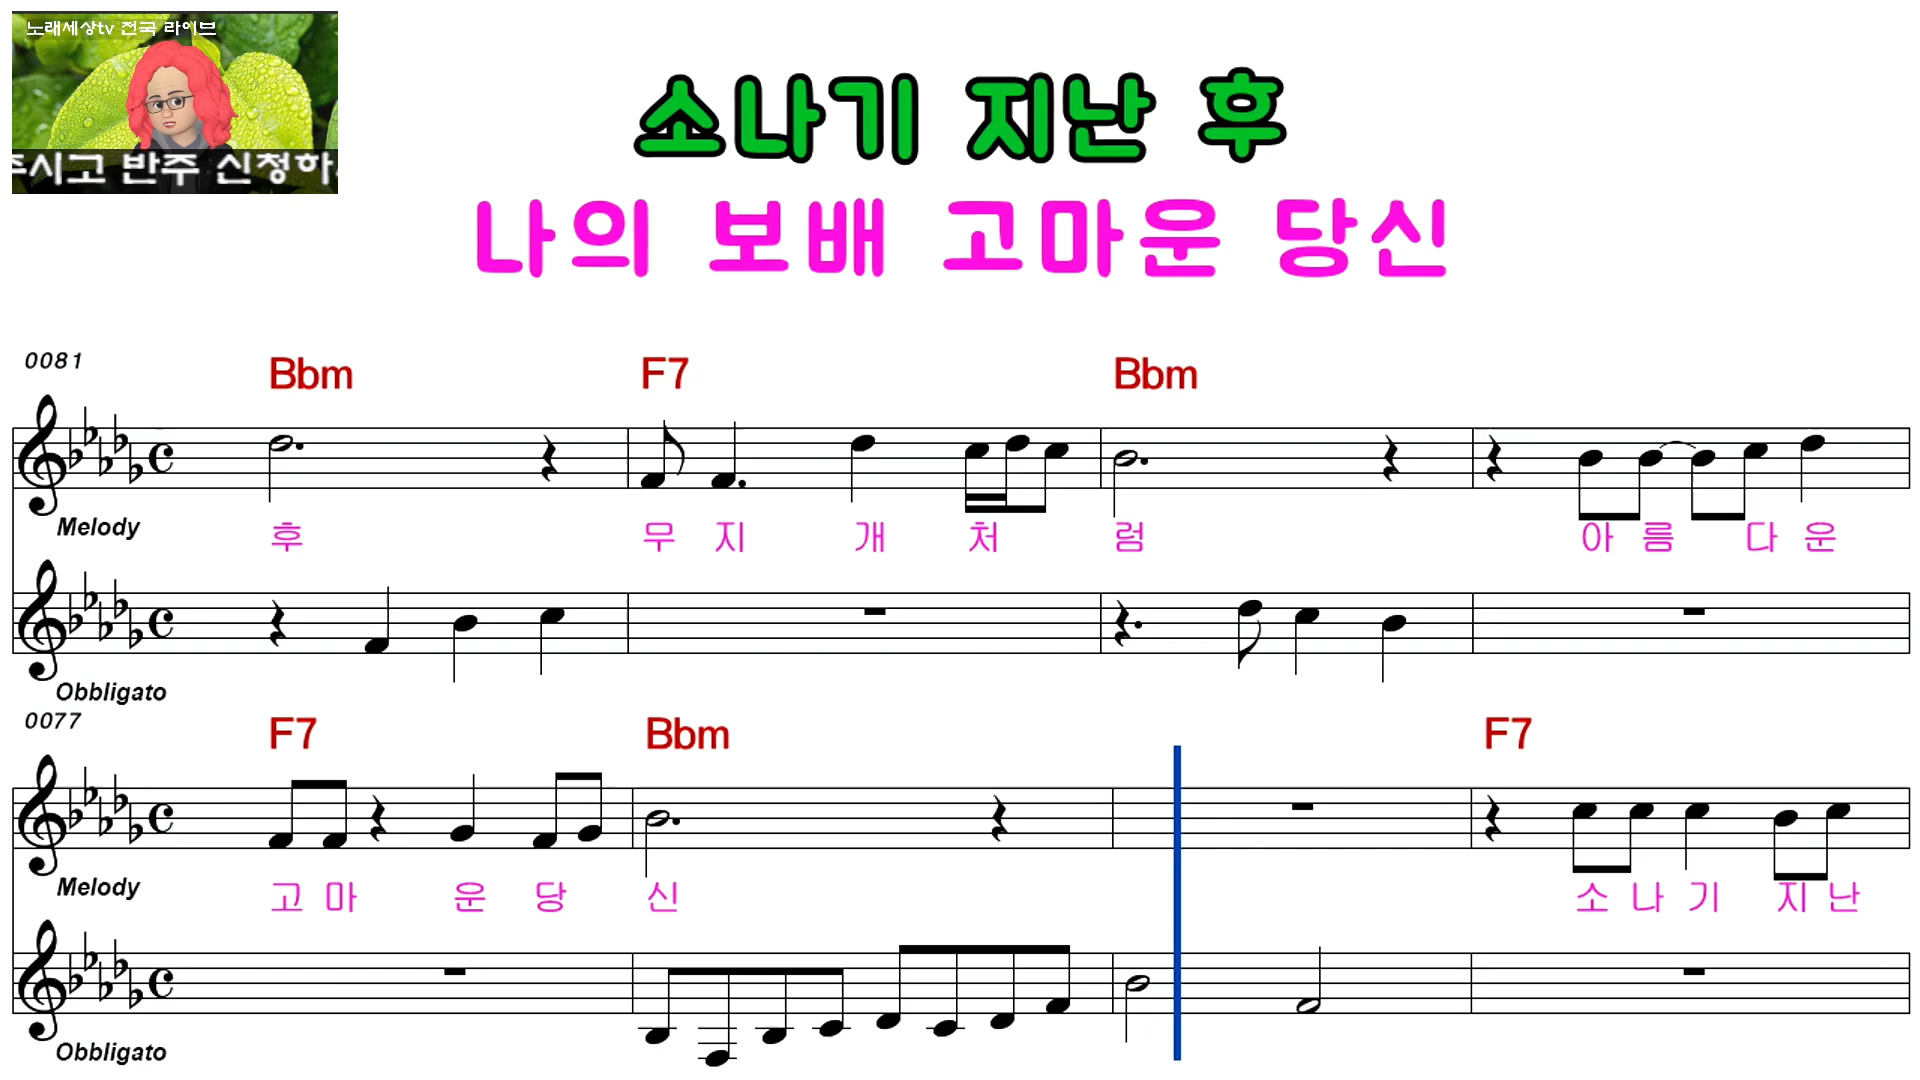 노래세상tv 전국 라이브
주시고 반주 신청하
소나기 지난 후
나의 보배 고마운 당신
0081
Bbm F7 Bbm
Melody
후 무 지 개 처 럼 아 름 다 운
Obbligato
0077
F7 Bbm F7
Melody
고 마 운 당 신 소 나 기 지 난
Obbligato